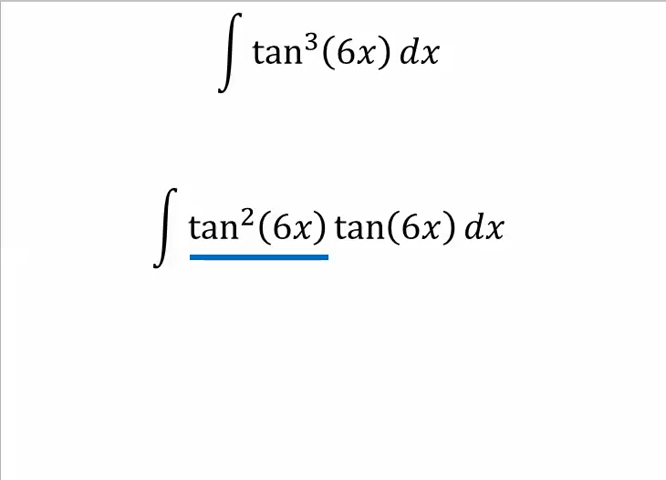 ∫ tan³(6x) dx
∫ tan²(6x) tan(6x) dx